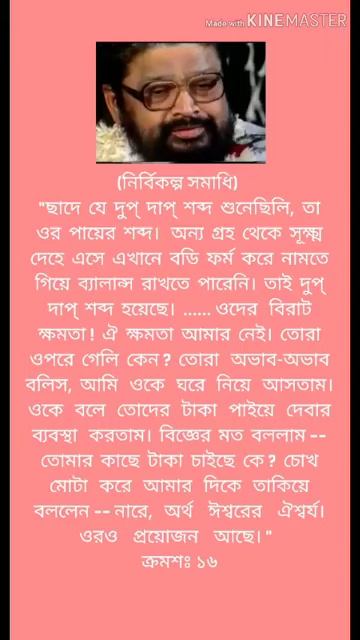 Made with KINEMASTER
(নির্বিকল্প সমাধি)
"ছাদে যে দুপ্ দাপ্ শব্দ শুনেছিলি, তা
ওর পায়ের শব্দ। অন্য গ্রহ থেকে সূক্ষ্ম
দেহে এসে এখানে বডি ফর্ম করে নামতে
গিয়ে ব্যালান্স রাখতে পারেনি। তাই দুপ্
দাপ্ শব্দ হয়েছে। ...... ওদের বিরাট
ক্ষমতা! ঐ ক্ষমতা আমার নেই। তোরা
ওপরে গেলি কেন? তোরা অভাব-অভাব
বলিস, আমি ওকে ঘরে নিয়ে আসতাম।
ওকে বলে তোদের টাকা পাইয়ে দেবার
ব্যবস্থা করতাম। বিজ্ঞের মত বললাম --
তোমার কাছে টাকা চাইছে কে? চোখ
মোটা করে আমার দিকে তাকিয়ে
বললেন -- নারে, অর্থ ঈশ্বরের ঐশ্বর্য।
ওরও প্রয়োজন আছে।"
ক্রমশঃ ১৬